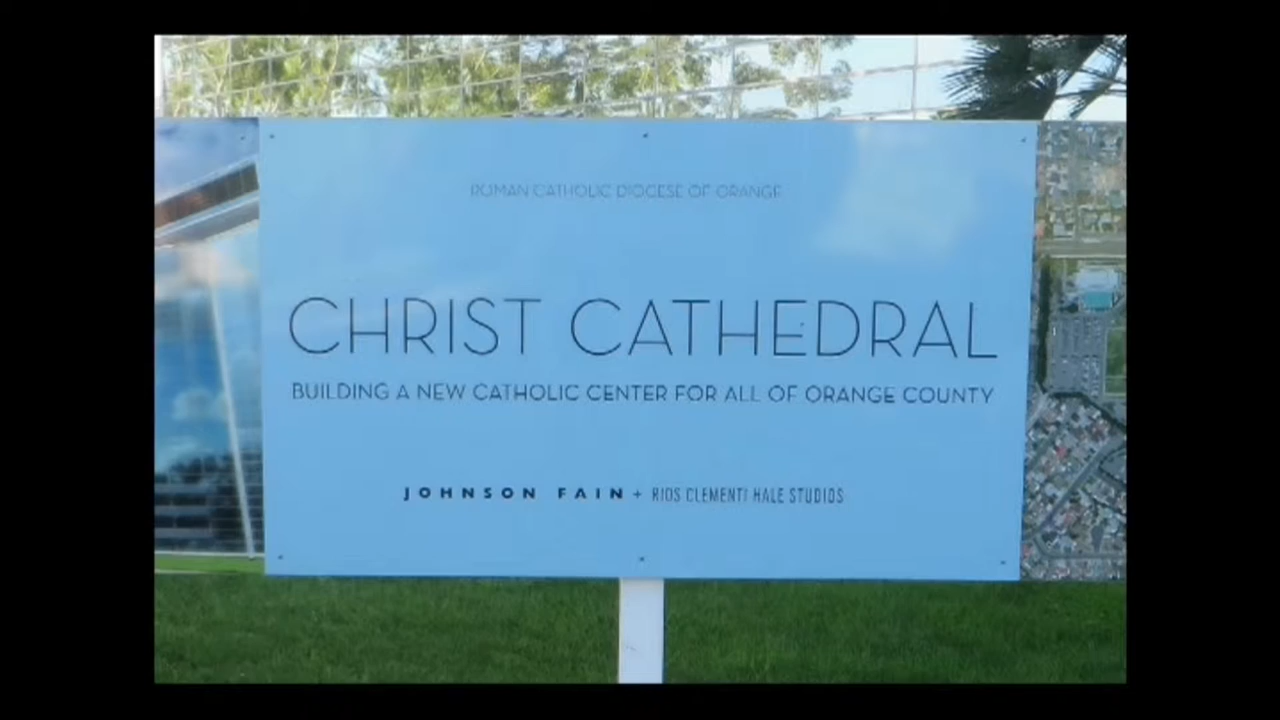 ROMAN CATHOLIC DIOCESE OF ORANGE
CHRIST CATHEDRAL
BUILDING A NEW CATHOLIC CENTER FOR ALL OF ORANGE COUNTY
JOHNSON FAIN + RIOS CLEMENTI HALE STUDIOS